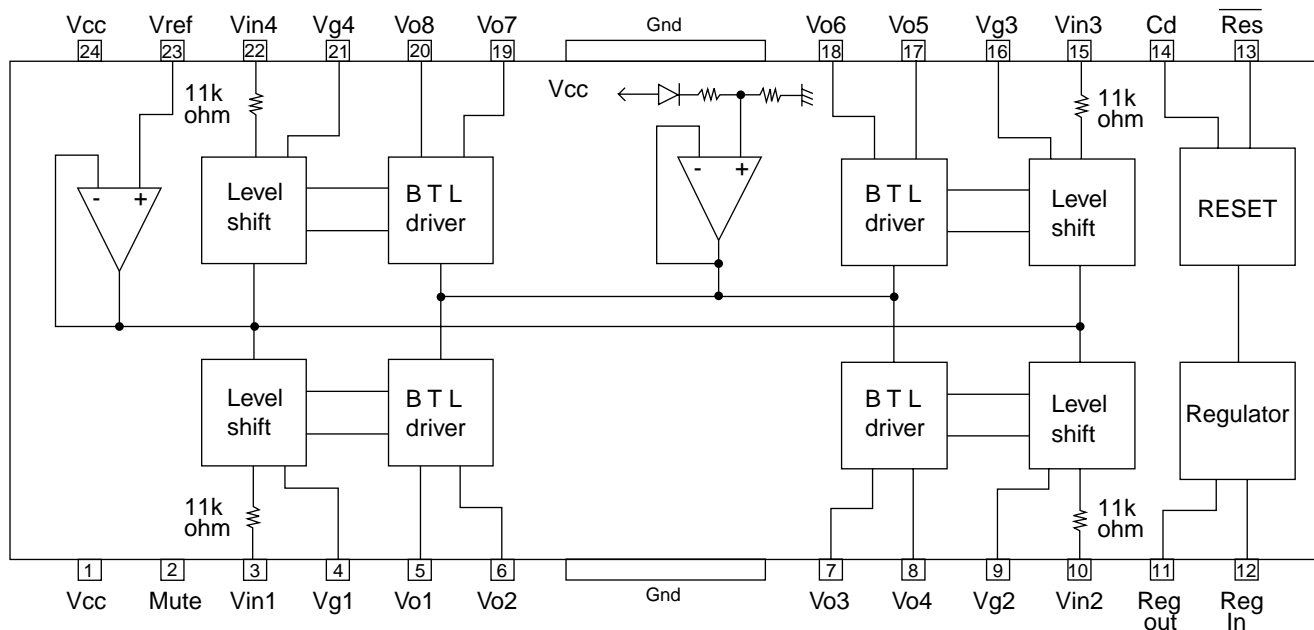 Vcc Vref Vin4 Vg4 Vo8 Vo7 Gnd Vo6 Vo5 Vg3 Vin3 Cd Res
24 23 22 21 20 19 18 17 16 15 14 13
11k
ohm
Vcc
11k
ohm
- +
Level
shift
B T L
driver
- +
B T L
driver
Level
shift
RESET
Level
shift
B T L
driver
B T L
driver
Level
shift
Regulator
11k
ohm
11k
ohm
1 2 3 4 5 6 7 8 9 10 11 12
Vcc Mute Vin1 Vg1 Vo1 Vo2 Gnd Vo3 Vo4 Vg2 Vin2 Reg Reg
out In